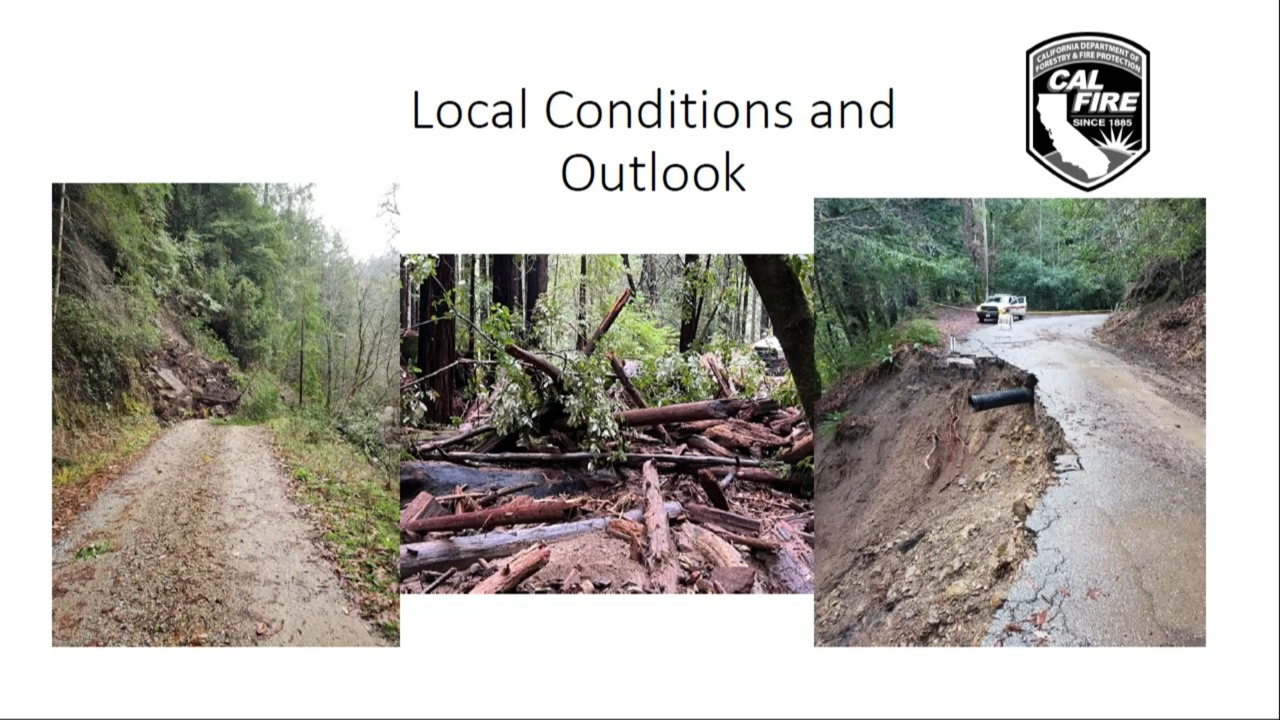 Local Conditions and
Outlook
CALIFORNIA DEPARTMENT OF
FORESTRY & FIRE PROTECTION
CAL
FIRE
SINCE 1885